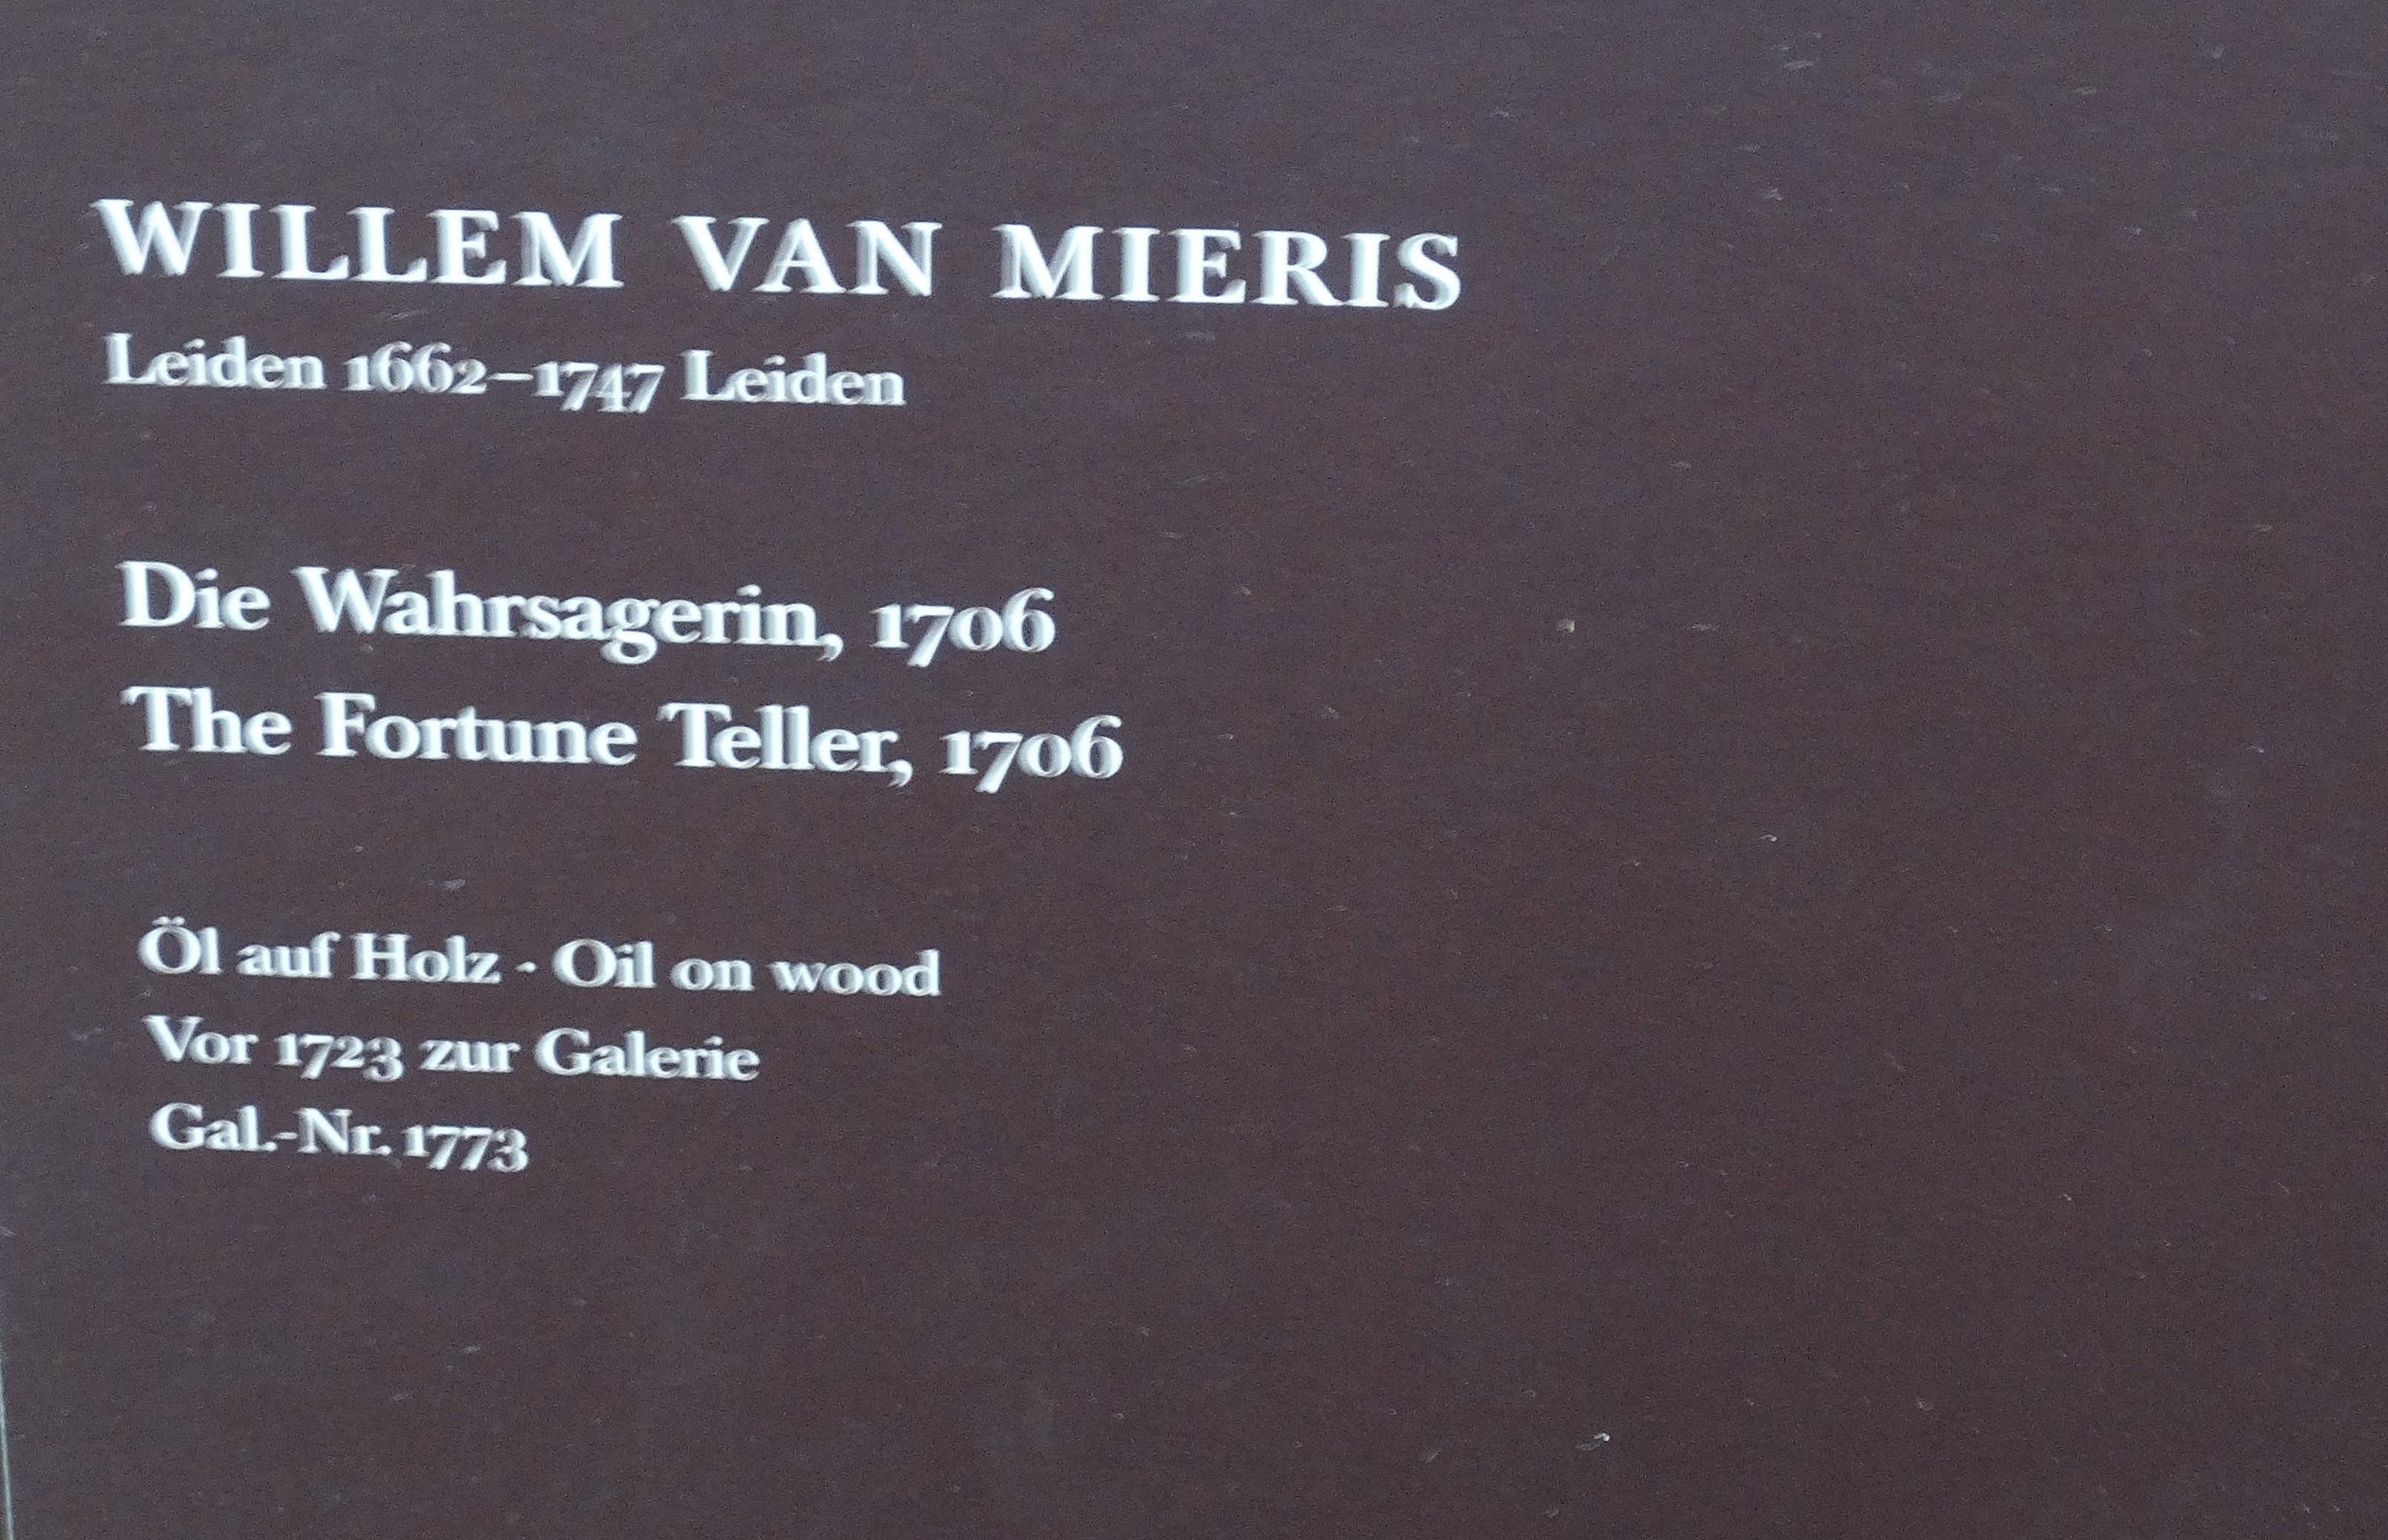 WILLEM VAN MIERIS
Leiden 1662–1747 Leiden
Die Wahrsagerin, 1706
The Fortune Teller, 1706
Öl auf Holz · Oil on wood
Vor 1723 zur Galerie
Gal.-Nr. 1773